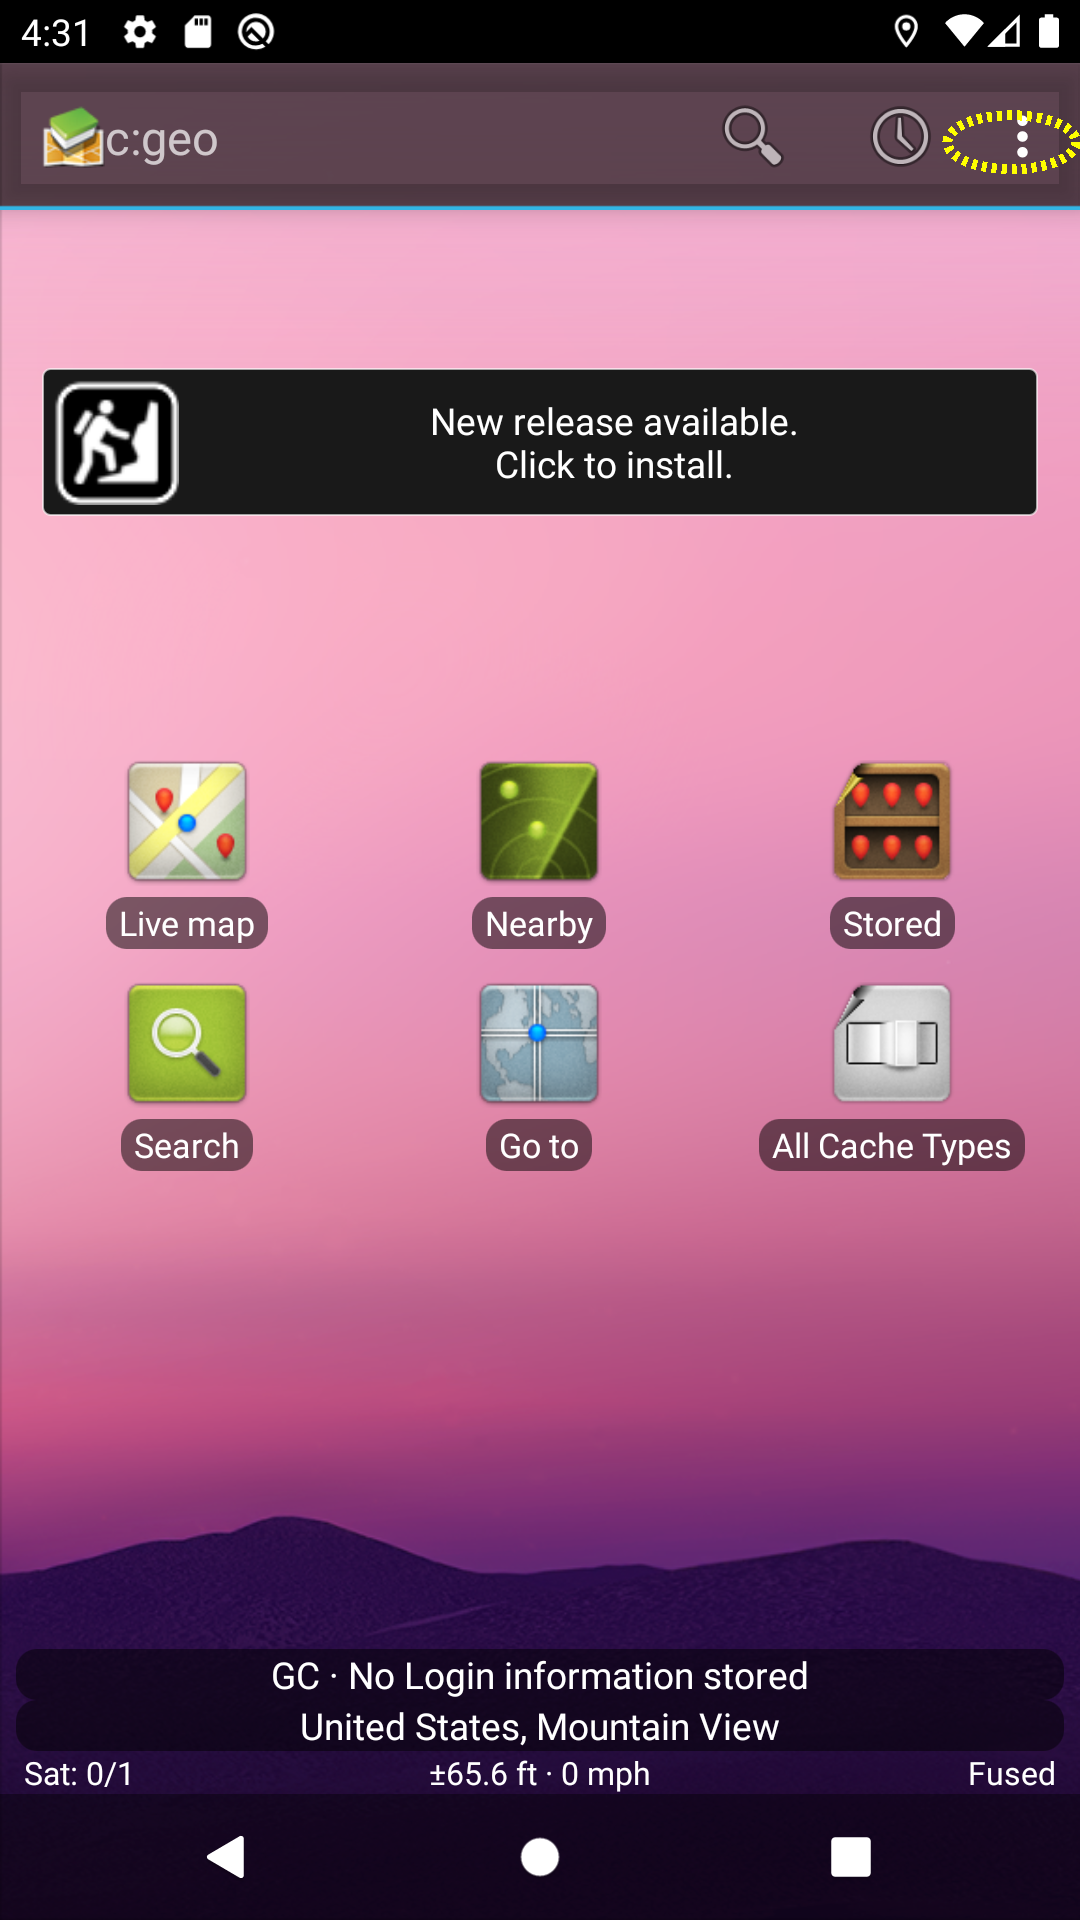 4:31
c:geo
New release available.
Click to install.
Live map
Nearby
Stored
Search
Go to
All Cache Types
GC · No Login information stored
United States, Mountain View
Sat: 0/1
±65.6 ft · 0 mph
Fused